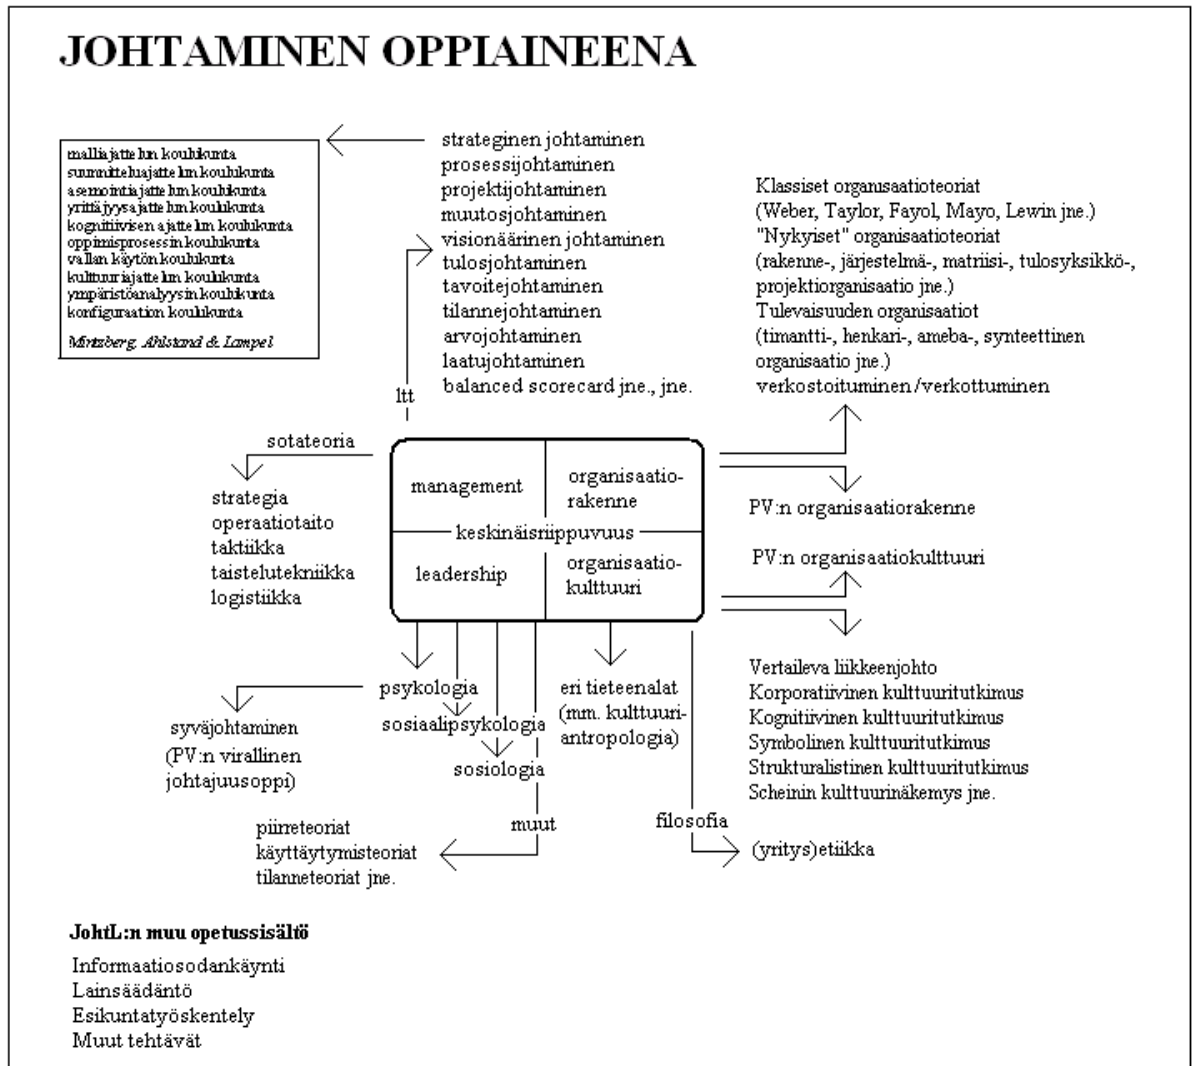 JOHTAMINEN OPPIAINEENA
malliajattelun koulukunta
suunnitteluajattelun koulukunta
asemointiajattelun koulukunta
yrittäjyysajattelun koulukunta
kognitiivisen ajattelun koulukunta
oppimisprosessin koulukunta
vallan käytön koulukunta
kulttuuriajattelun koulukunta
ympäristöanalyysin koulukunta
konfiguraation koulukunta
Mintzberg, Ahlstand & Lampel
strateginen johtaminen
prosessijohtaminen
projektijohtaminen
muutosjohtaminen
visionäärinen johtaminen
tulosjohtaminen
tavoitejohtaminen
tilannejohtaminen
arvojohtaminen
laatujohtaminen
balanced scorecard jne., jne.
ltt
Klassiset organisaatioteoriat
(Weber, Taylor, Fayol, Mayo, Lewin jne.)
"Nykyiset" organisaatioteoriat
(rakenne-, järjestelmä-, matriisi-, tulosyksikkö-,
projektiorganisaatio jne.)
Tulevaisuuden organisaatiot
(timantti-, henkari-, ameba-, synteettinen
organisaatio jne.)
verkostoituminen/verkottuminen
sotateoria
strategia
operaatiotaito
taktiikka
taistelutekniikka
logistiikka
management
organisaatio-
rakenne
keskinäisriippuvuus
leadership
organisaatio-
kulttuuri
PV:n organisaatiorakenne
PV:n organisaatiokulttuuri
psykologia
sosiaalipsykologia
sosiologia
muut
syväjohtaminen
(PV:n virallinen
johtajuusoppi)
eri tieteenalat
(mm. kulttuuri-
antropologia)
Vertaileva liikkeenjohto
Korporatiivinen kulttuuritutkimus
Kognitiivinen kulttuuritutkimus
Symbolinen kulttuuritutkimus
Strukturalistinen kulttuuritutkimus
Scheinin kulttuurinäkemys jne.
piirreteoriat
käyttäytymisteoriat
tilanneteoriat jne.
filosofia
(yritys)etiikka
JohtL:n muu opetussisältö
Informaatiosodankäynti
Lainsäädäntö
Esikuntatyöskentely
Muut tehtävät